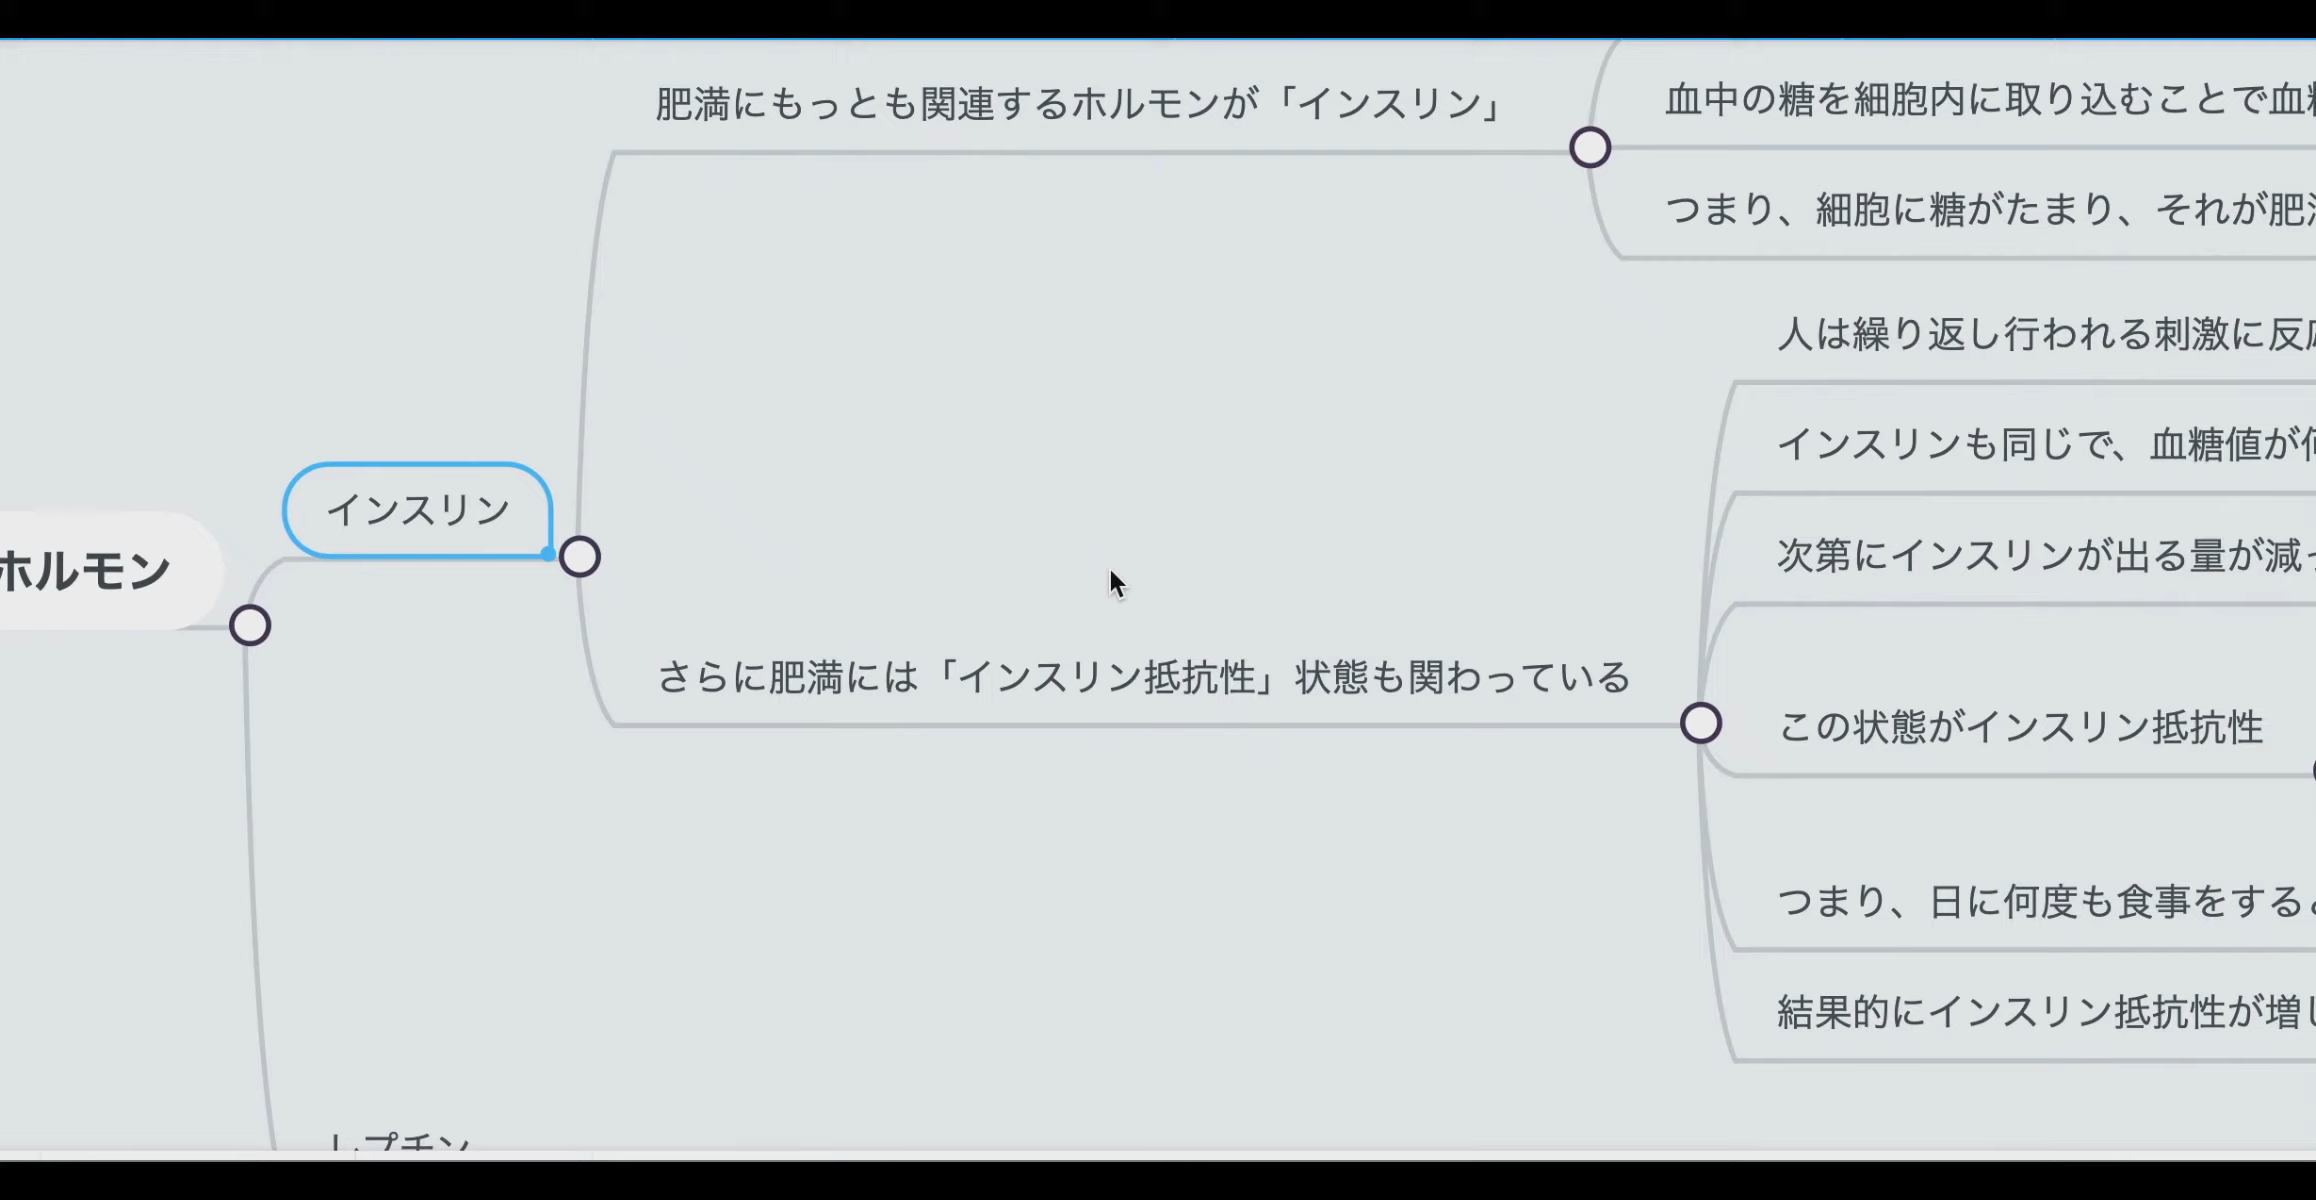 ホルモン
インスリン
肥満にもっとも関連するホルモンが「インスリン」
血中の糖を細胞内に取り込むことで血
つまり、細胞に糖がたまり、それが肥
さらに肥満には「インスリン抵抗性」状態も関わっている
人は繰り返し行われる刺激に反
インスリンも同じで、血糖値が
次第にインスリンが出る量が減
この状態がインスリン抵抗性
つまり、日に何度も食事をする
結果的にインスリン抵抗性が増
レプチン